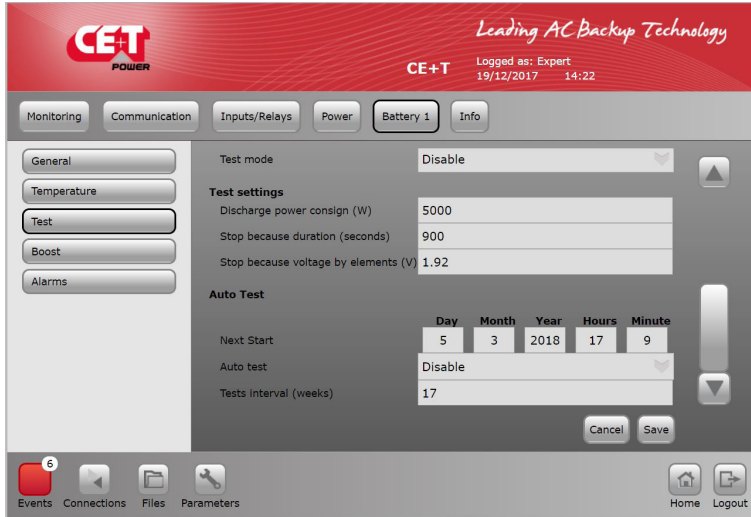 CE+T
POWER
Leading AC Backup Technology
CE+T
Logged as: Expert
19/12/2017 14:22
Monitoring Communication Inputs/Relays Power Battery 1 Info
General
Temperature
Test
Boost
Alarms
Test mode Disable
Test settings
Discharge power consign (W) 5000
Stop because duration (seconds) 900
Stop because voltage by elements (V) 1.92
Auto Test
Day Month Year Hours Minute
Next Start 5 3 2018 17 9
Auto test Disable
Tests interval (weeks) 17
Cancel Save
6
Events Connections Files Parameters Home Logout